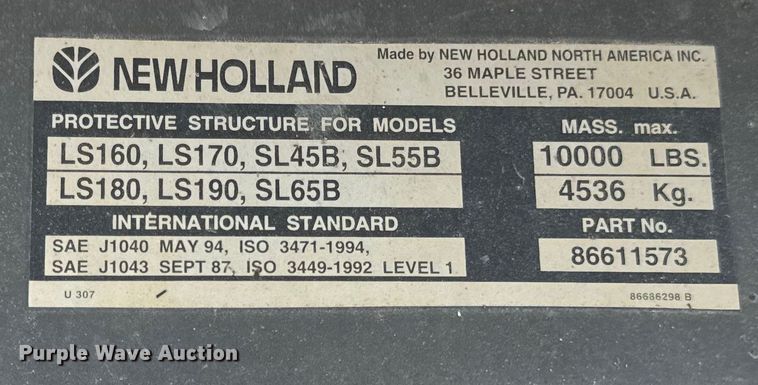 NEW HOLLAND
Made by NEW HOLLAND NORTH AMERICA INC.
36 MAPLE STREET
BELLEVILLE, PA. 17004 U.S.A.
PROTECTIVE STRUCTURE FOR MODELS
LS160, LS170, SL45B, SL55B
LS180, LS190, SL65B
MASS. max.
10000 LBS.
4536 Kg.
INTERNATIONAL STANDARD
SAE J1040 MAY 94, ISO 3471-1994,
SAE J1043 SEPT 87, ISO 3449-1992 LEVEL 1
PART No.
86611573
U 307
86686298 B
Purple Wave Auction